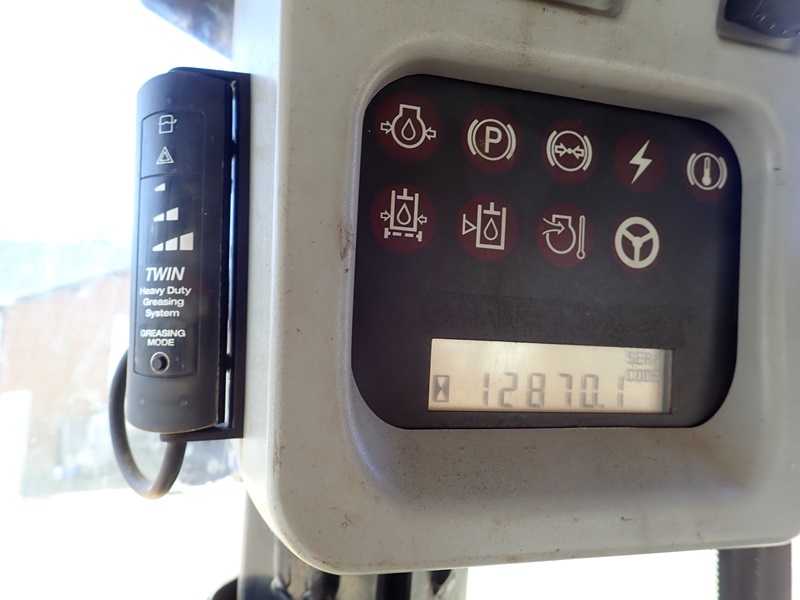 TWIN
Heavy Duty
Greasing
System
GREASING
MODE
P
SERV
CODE
12870.1